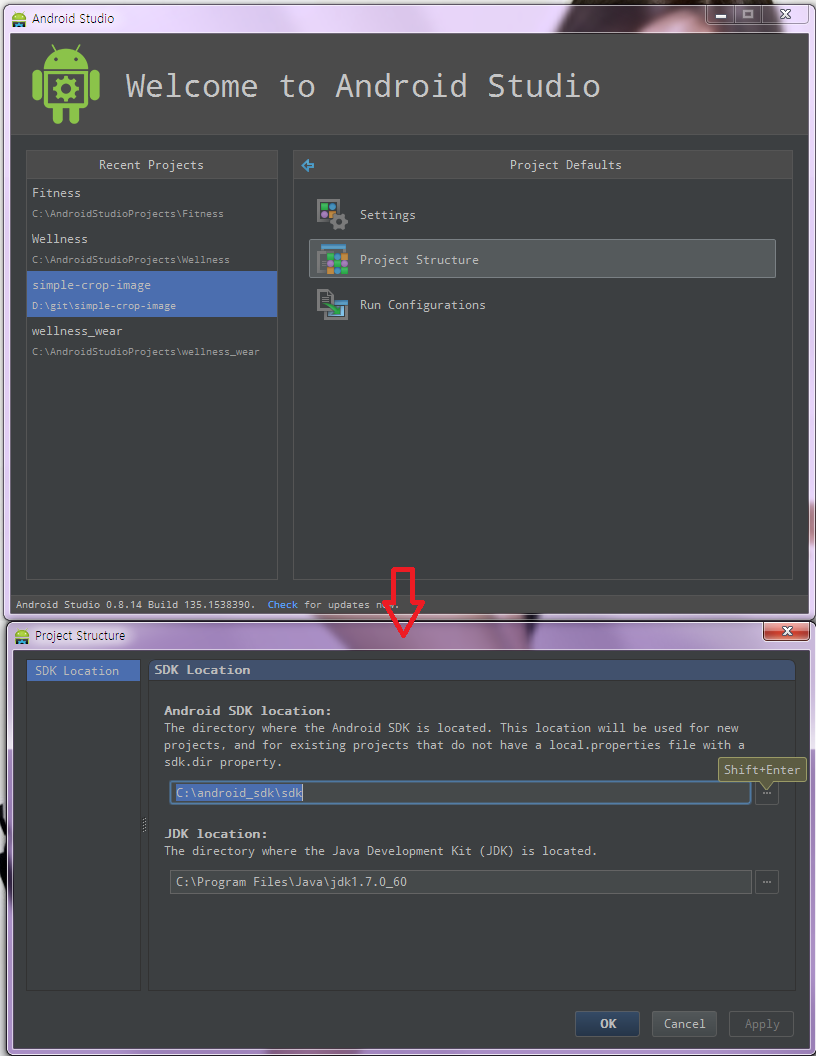 Android Studio
Welcome to Android Studio
Recent Projects
Fitness
C:\AndroidStudioProjects\Fitness
Wellness
C:\AndroidStudioProjects\Wellness
simple-crop-image
D:\git\simple-crop-image
wellness_wear
C:\AndroidStudioProjects\wellness_wear
Project Defaults
Settings
Project Structure
Run Configurations
Android Studio 0.8.14 Build 135.1538390. Check for updates now.
Project Structure
SDK Location
SDK Location
Android SDK location:
The directory where the Android SDK is located. This location will be used for new
projects, and for existing projects that do not have a local.properties file with a
sdk.dir property.
Shift+Enter
C:\android_sdk\sdk
...
JDK location:
The directory where the Java Development Kit (JDK) is located.
C:\Program Files\Java\jdk1.7.0_60
...
OK
Cancel
Apply